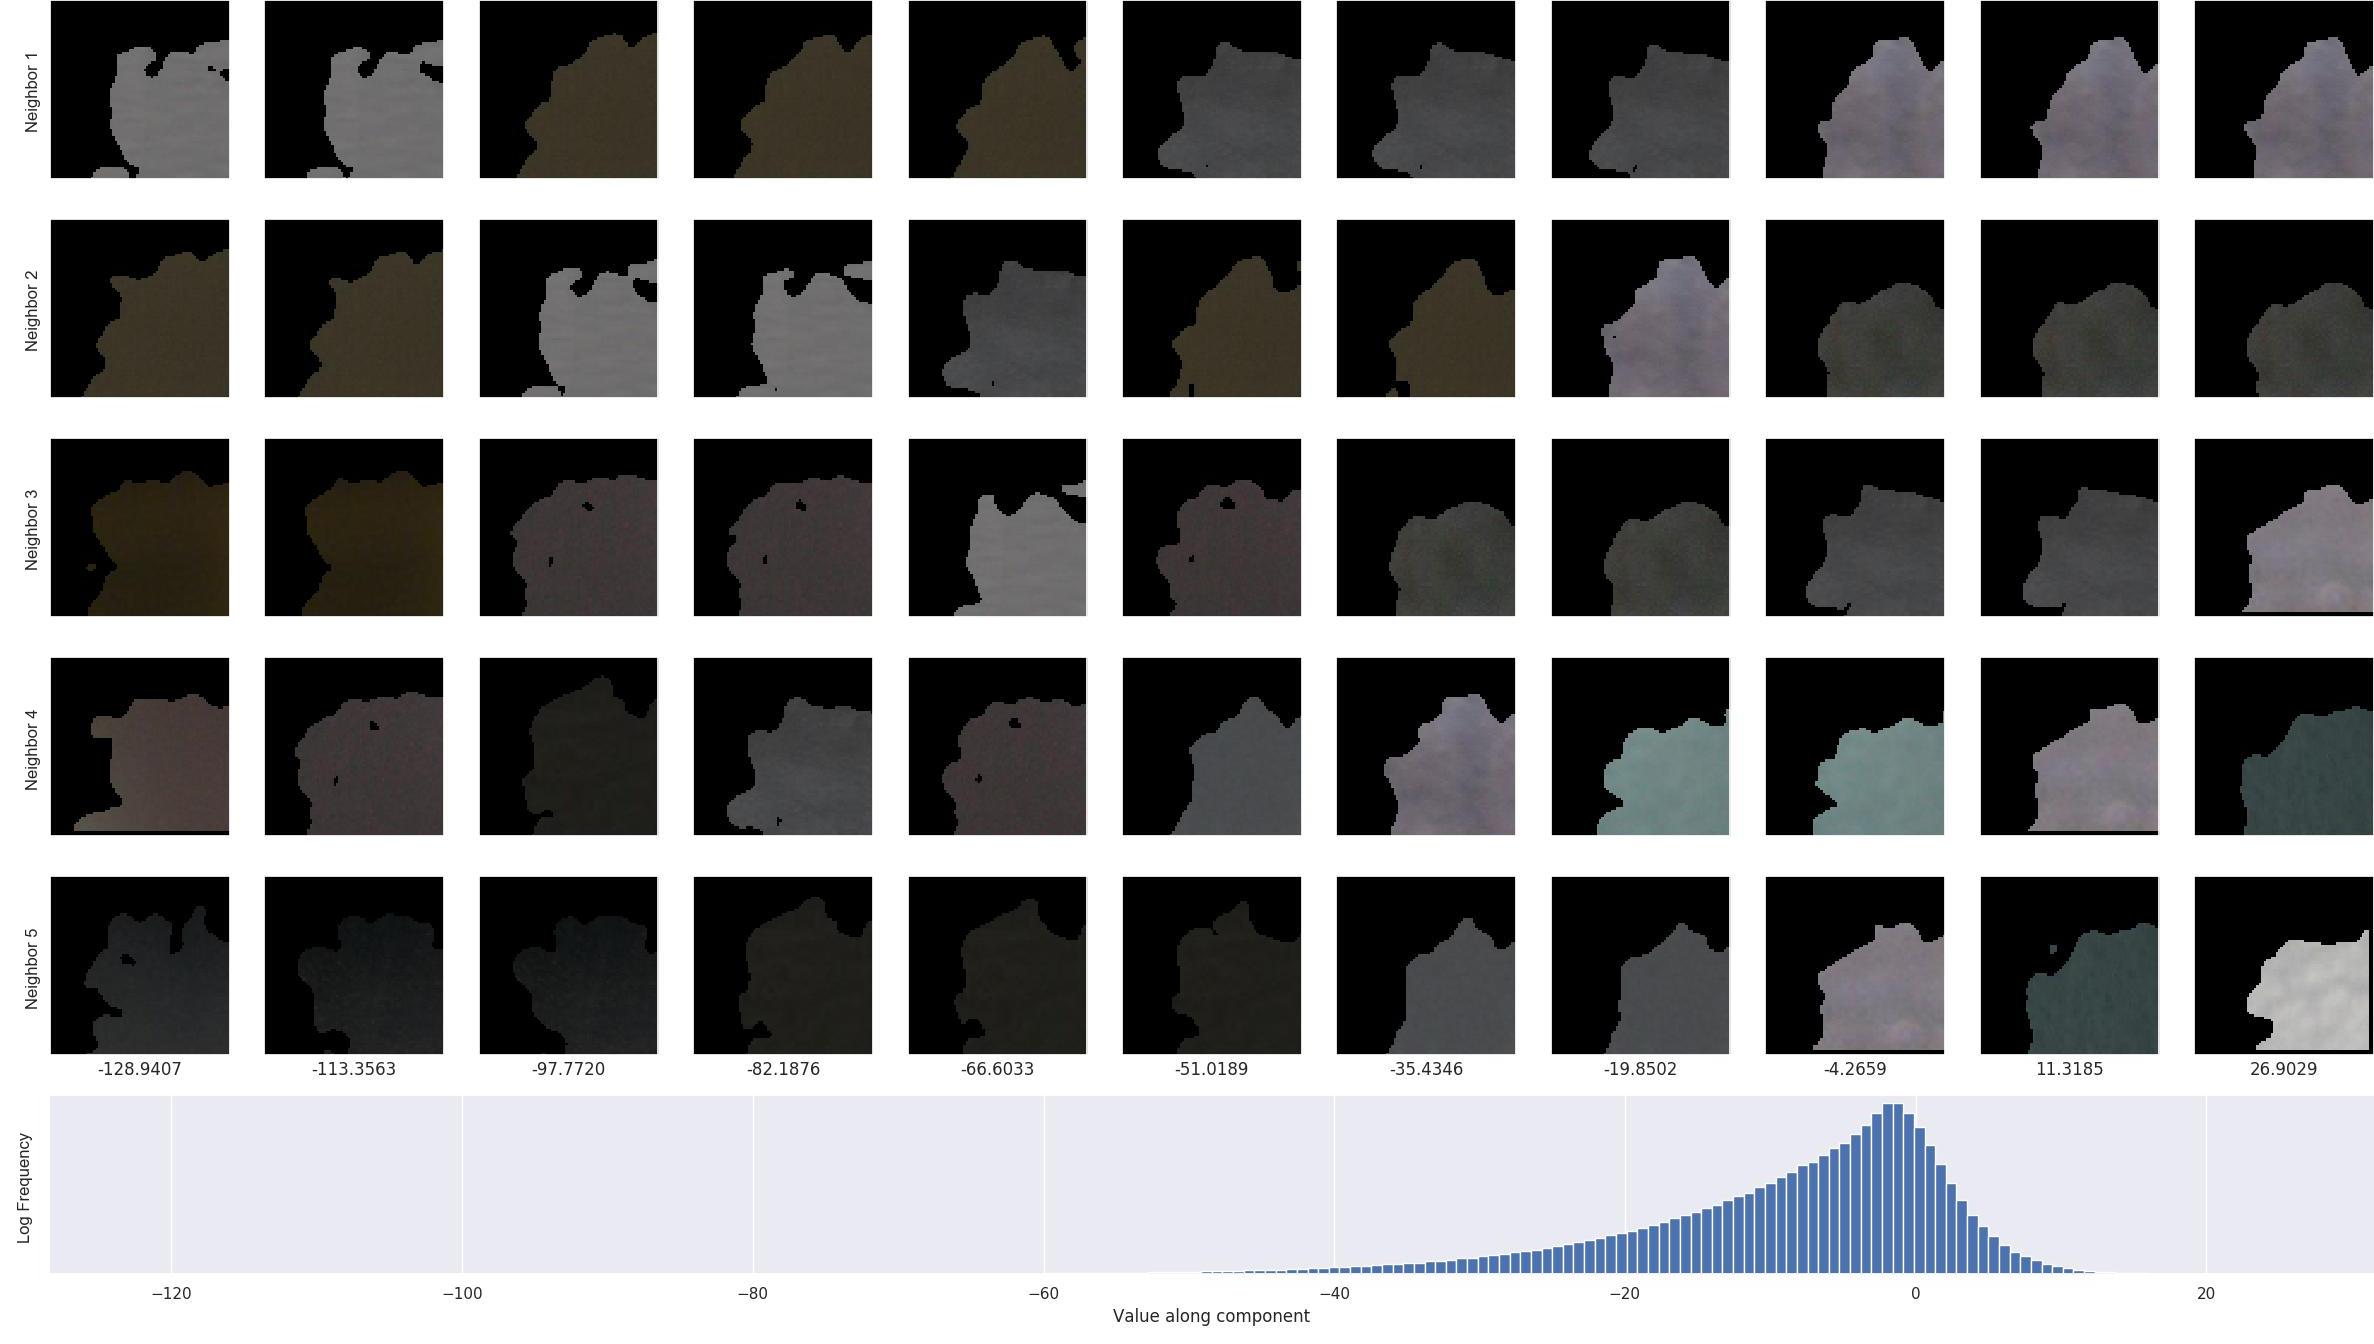 Neighbor 1
Neighbor 2
Neighbor 3
Neighbor 4
Neighbor 5
-128.9407 -113.3563 -97.7720 -82.1876 -66.6033 -51.0189 -35.4346 -19.8502 -4.2659 11.3185 26.9029
Log Frequency
−120 −100 −80 −60 −40 −20 0 20
Value along component